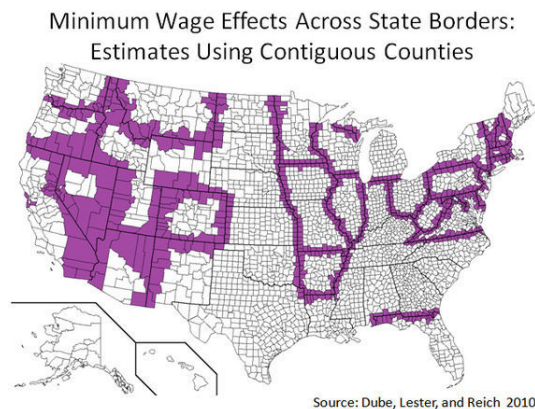 Minimum Wage Effects Across State Borders:
Estimates Using Contiguous Counties
Source: Dube, Lester, and Reich 2010